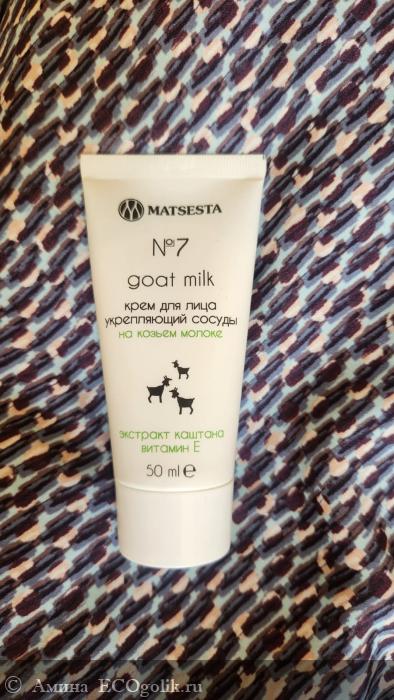 MATSESTA
№7
goat milk
крем для лица
укрепляющий сосуды
на козьем молоке
экстракт каштана
витамин Е
50 ml ℮
© Амина ECOgolik.ru